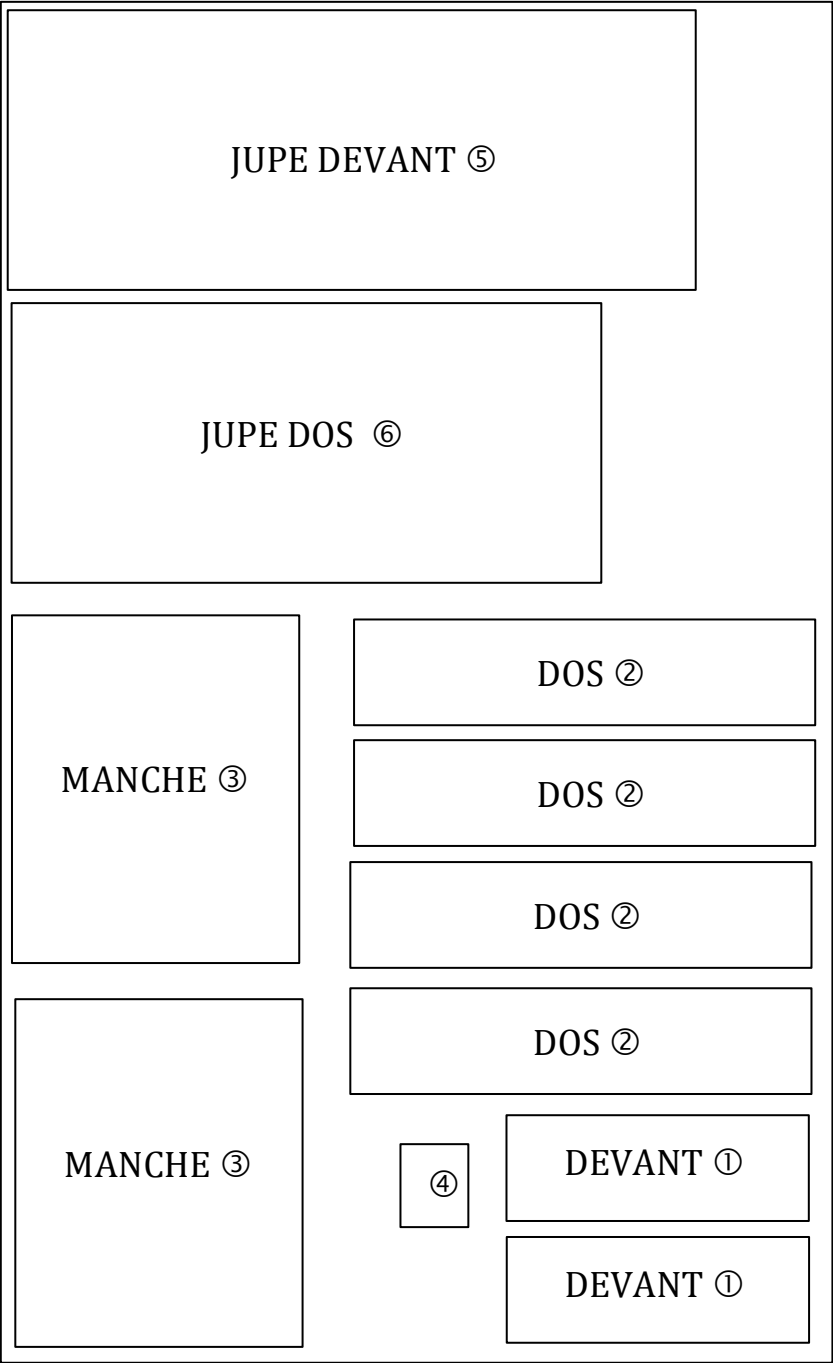 JUPE DEVANT ⑤
JUPE DOS ⑥
DOS ②
MANCHE ③
DOS ②
DOS ②
DOS ②
MANCHE ③
④
DEVANT ①
DEVANT ①